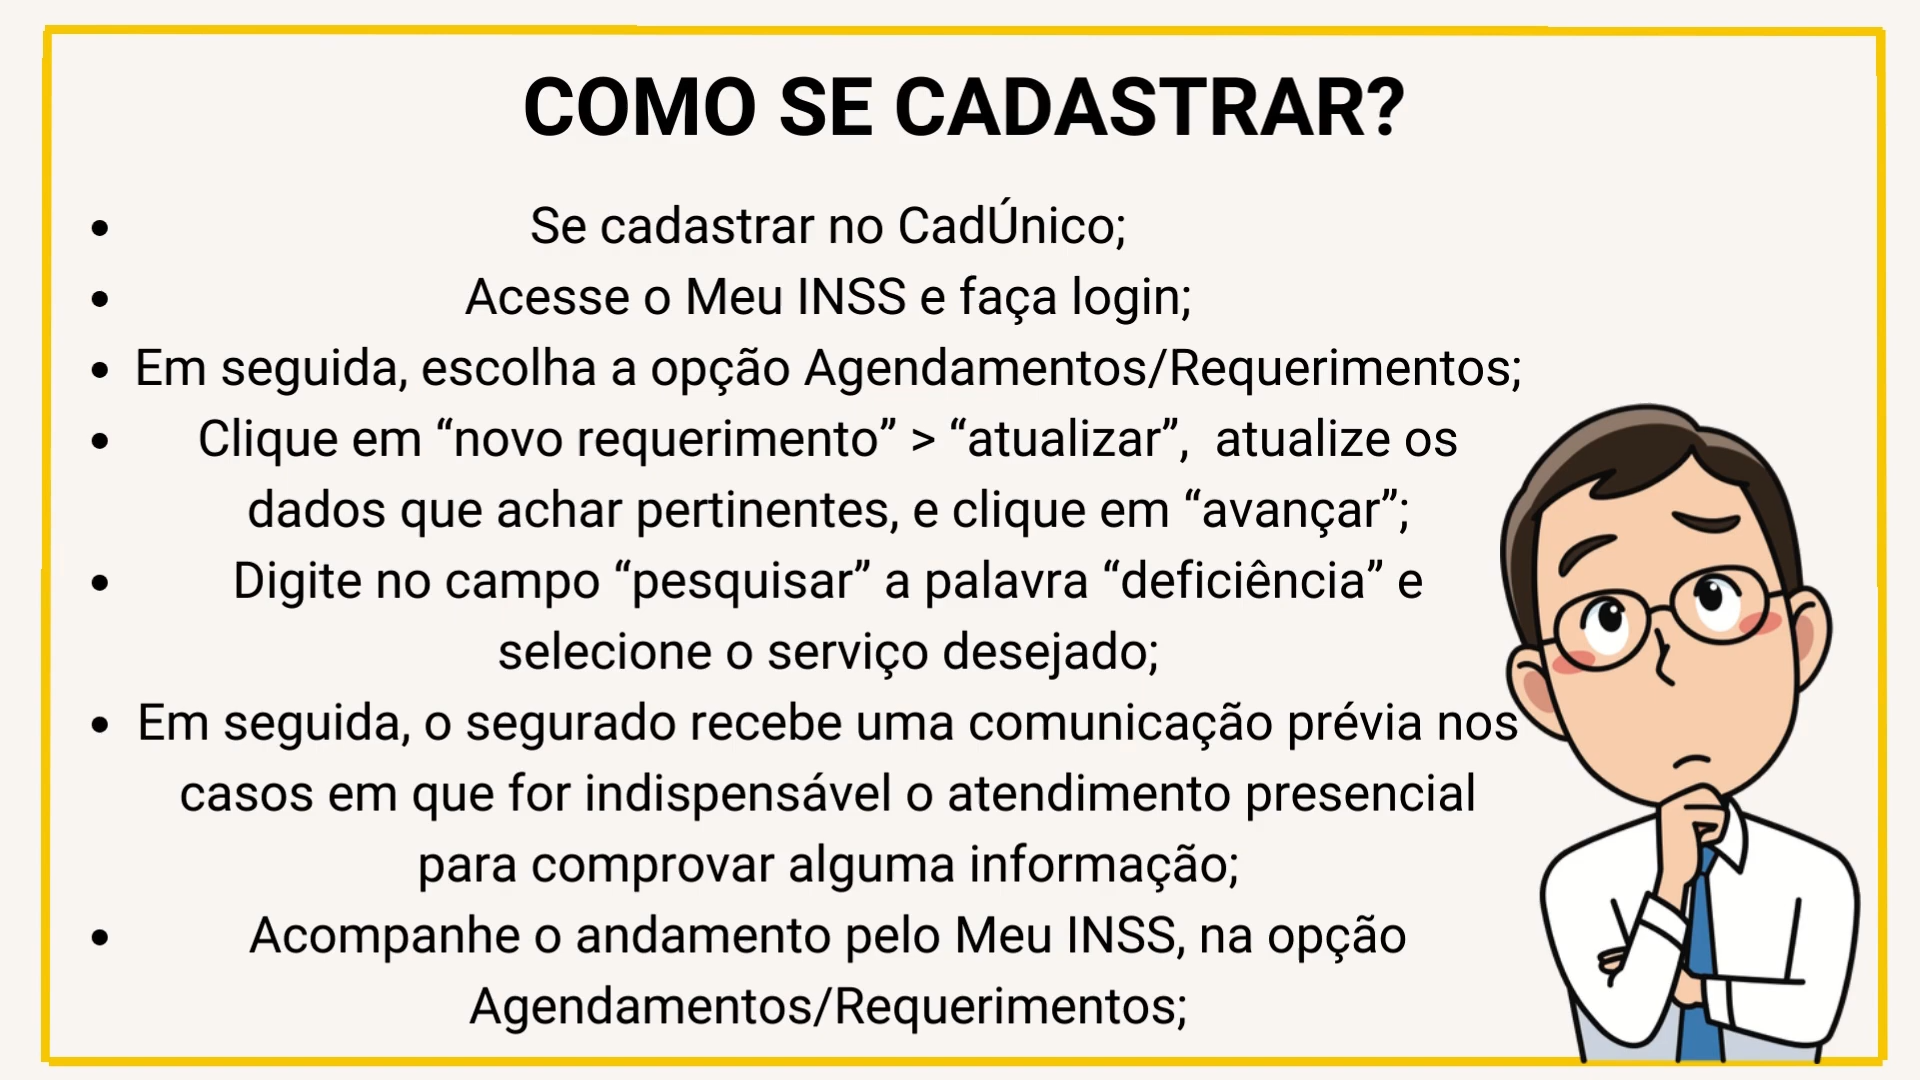 COMO SE CADASTRAR?
• Se cadastrar no CadÚnico;
• Acesse o Meu INSS e faça login;
• Em seguida, escolha a opção Agendamentos/Requerimentos;
• Clique em “novo requerimento” > “atualizar”,  atualize os
dados que achar pertinentes, e clique em “avançar”;
• Digite no campo “pesquisar” a palavra “deficiência” e
selecione o serviço desejado;
• Em seguida, o segurado recebe uma comunicação prévia nos
casos em que for indispensável o atendimento presencial
para comprovar alguma informação;
• Acompanhe o andamento pelo Meu INSS, na opção
Agendamentos/Requerimentos;